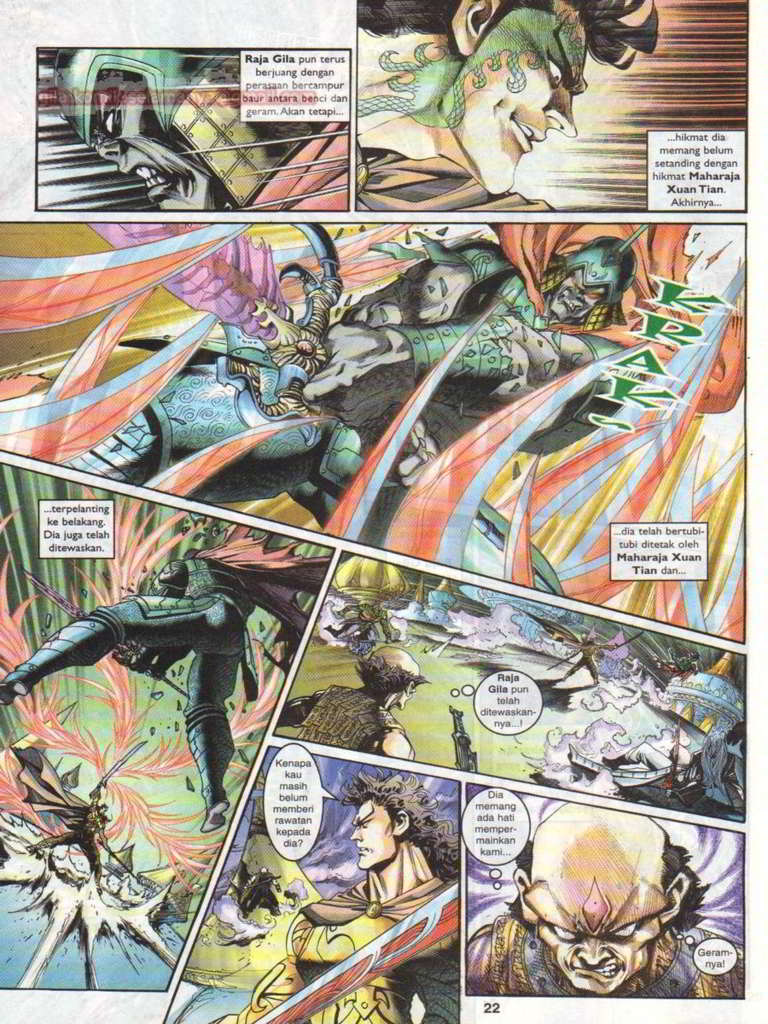 Raja Gila pun terus
berjuang dengan
perasaan bercampur
baur antara benci dan
geram. Akan tetapi...
...hikmat dia
memang belum
setanding dengan
hikmat Maharaja
Xuan Tian.
Akhirnya...
KRAK
...dia telah bertubi-
tubi ditetak oleh
Maharaja Xuan
Tian dan...
...terpelanting
ke belakang.
Dia juga telah
ditewaskan.
Raja
Gila pun
telah
ditewaskan-
nya...!
Kenapa
kau
masih
belum
memberi
rawatan
kepada
dia?
Dia
memang
ada hati
memper-
mainkan
kami...
Geram-
nya!
22